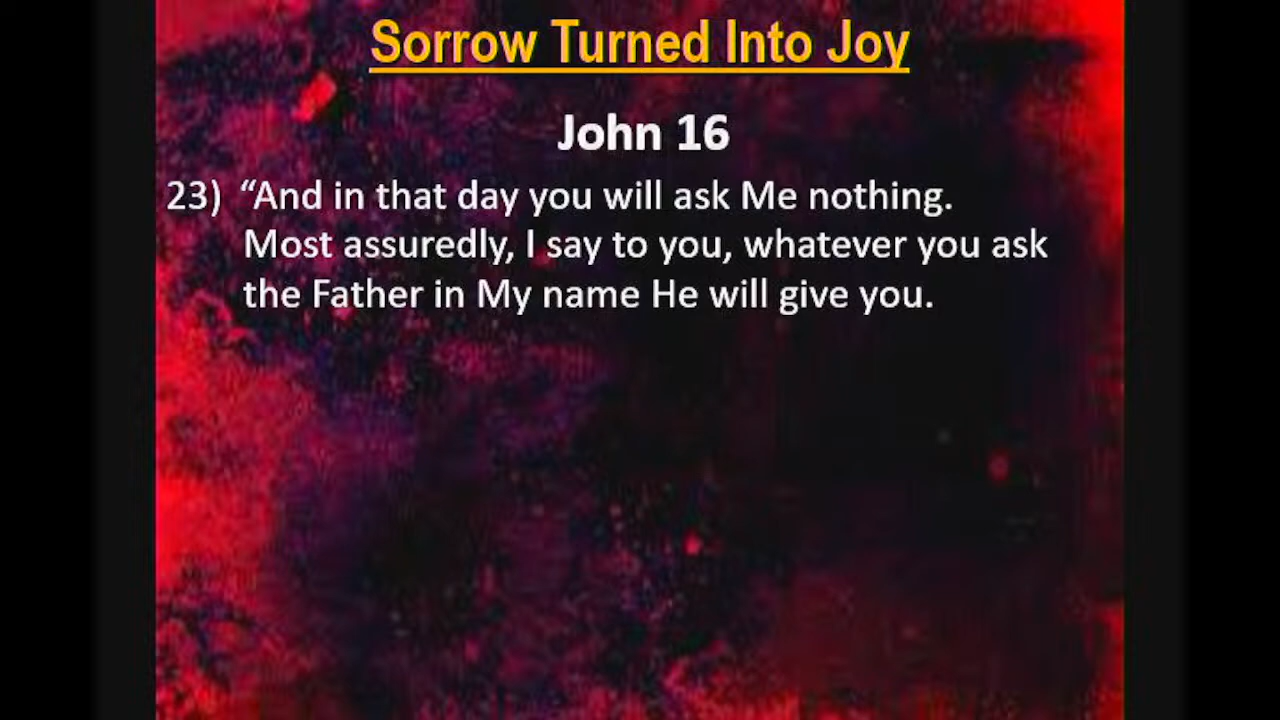 Sorrow Turned Into Joy
John 16
23) “And in that day you will ask Me nothing.
Most assuredly, I say to you, whatever you ask
the Father in My name He will give you.